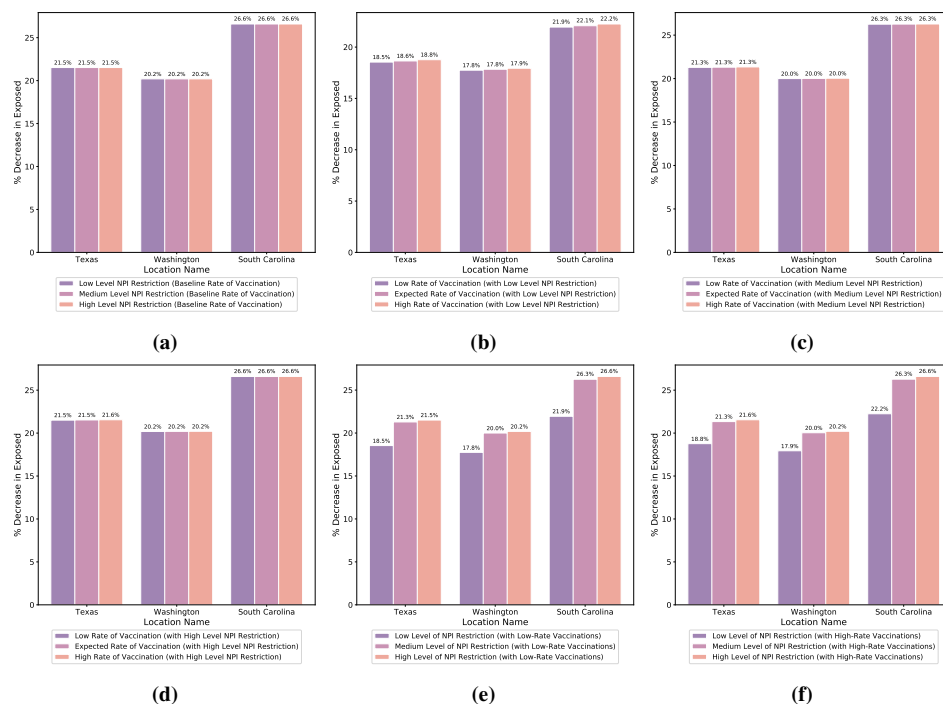 26.6% 26.6% 26.6%
21.5% 21.5% 21.5%
20.2% 20.2% 20.2%
25
20
15
10
5
0
% Decrease in Exposed
Texas Washington South Carolina
Location Name
Low Level NPI Restriction (Baseline Rate of Vaccination)
Medium Level NPI Restriction (Baseline Rate of Vaccination)
High Level NPI Restriction (Baseline Rate of Vaccination)
(a)
21.9% 22.1% 22.2%
18.5% 18.6% 18.8%
17.8% 17.8% 17.9%
20
15
10
5
0
% Decrease in Exposed
Texas Washington South Carolina
Location Name
Low Rate of Vaccination (with Low Level NPI Restriction)
Expected Rate of Vaccination (with Low Level NPI Restriction)
High Rate of Vaccination (with Low Level NPI Restriction)
(b)
26.3% 26.3% 26.3%
21.3% 21.3% 21.3%
20.0% 20.0% 20.0%
25
20
15
10
5
0
% Decrease in Exposed
Texas Washington South Carolina
Location Name
Low Rate of Vaccination (with Medium Level NPI Restriction)
Expected Rate of Vaccination (with Medium Level NPI Restriction)
High Rate of Vaccination (with Medium Level NPI Restriction)
(c)
26.6% 26.6% 26.6%
21.5% 21.5% 21.6%
20.2% 20.2% 20.2%
25
20
15
10
5
0
% Decrease in Exposed
Texas Washington South Carolina
Location Name
Low Rate of Vaccination (with High Level NPI Restriction)
Expected Rate of Vaccination (with High Level NPI Restriction)
High Rate of Vaccination (with High Level NPI Restriction)
(d)
21.9% 26.3% 26.6%
18.5% 21.3% 21.5%
17.8% 20.0% 20.2%
25
20
15
10
5
0
% Decrease in Exposed
Texas Washington South Carolina
Location Name
Low Level of NPI Restriction (with Low-Rate Vaccinations)
Medium Level of NPI Restriction (with Low-Rate Vaccinations)
High Level of NPI Restriction (with Low-Rate Vaccinations)
(e)
22.2% 26.3% 26.6%
18.8% 21.3% 21.6%
17.9% 20.0% 20.2%
25
20
15
10
5
0
% Decrease in Exposed
Texas Washington South Carolina
Location Name
Low Level of NPI Restriction (with High-Rate Vaccinations)
Medium Level of NPI Restriction (with High-Rate Vaccinations)
High Level of NPI Restriction (with High-Rate Vaccinations)
(f)